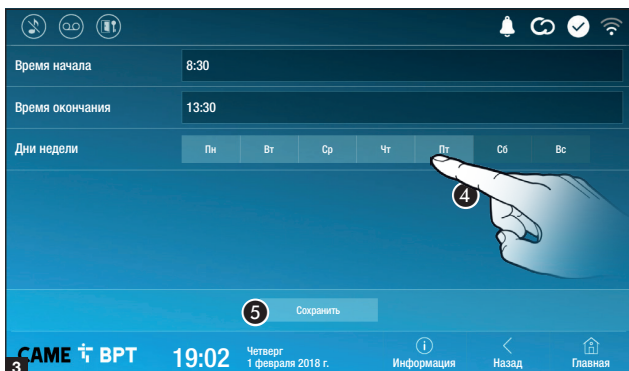 Время начала 8:30
Время окончания 13:30
Дни недели Пн Вт Ср Чт Пт Сб Вс
4
5 Сохранить
3 CAME BPT 19:02 Четверг
1 февраля 2018 г.
Информация Назад Главная